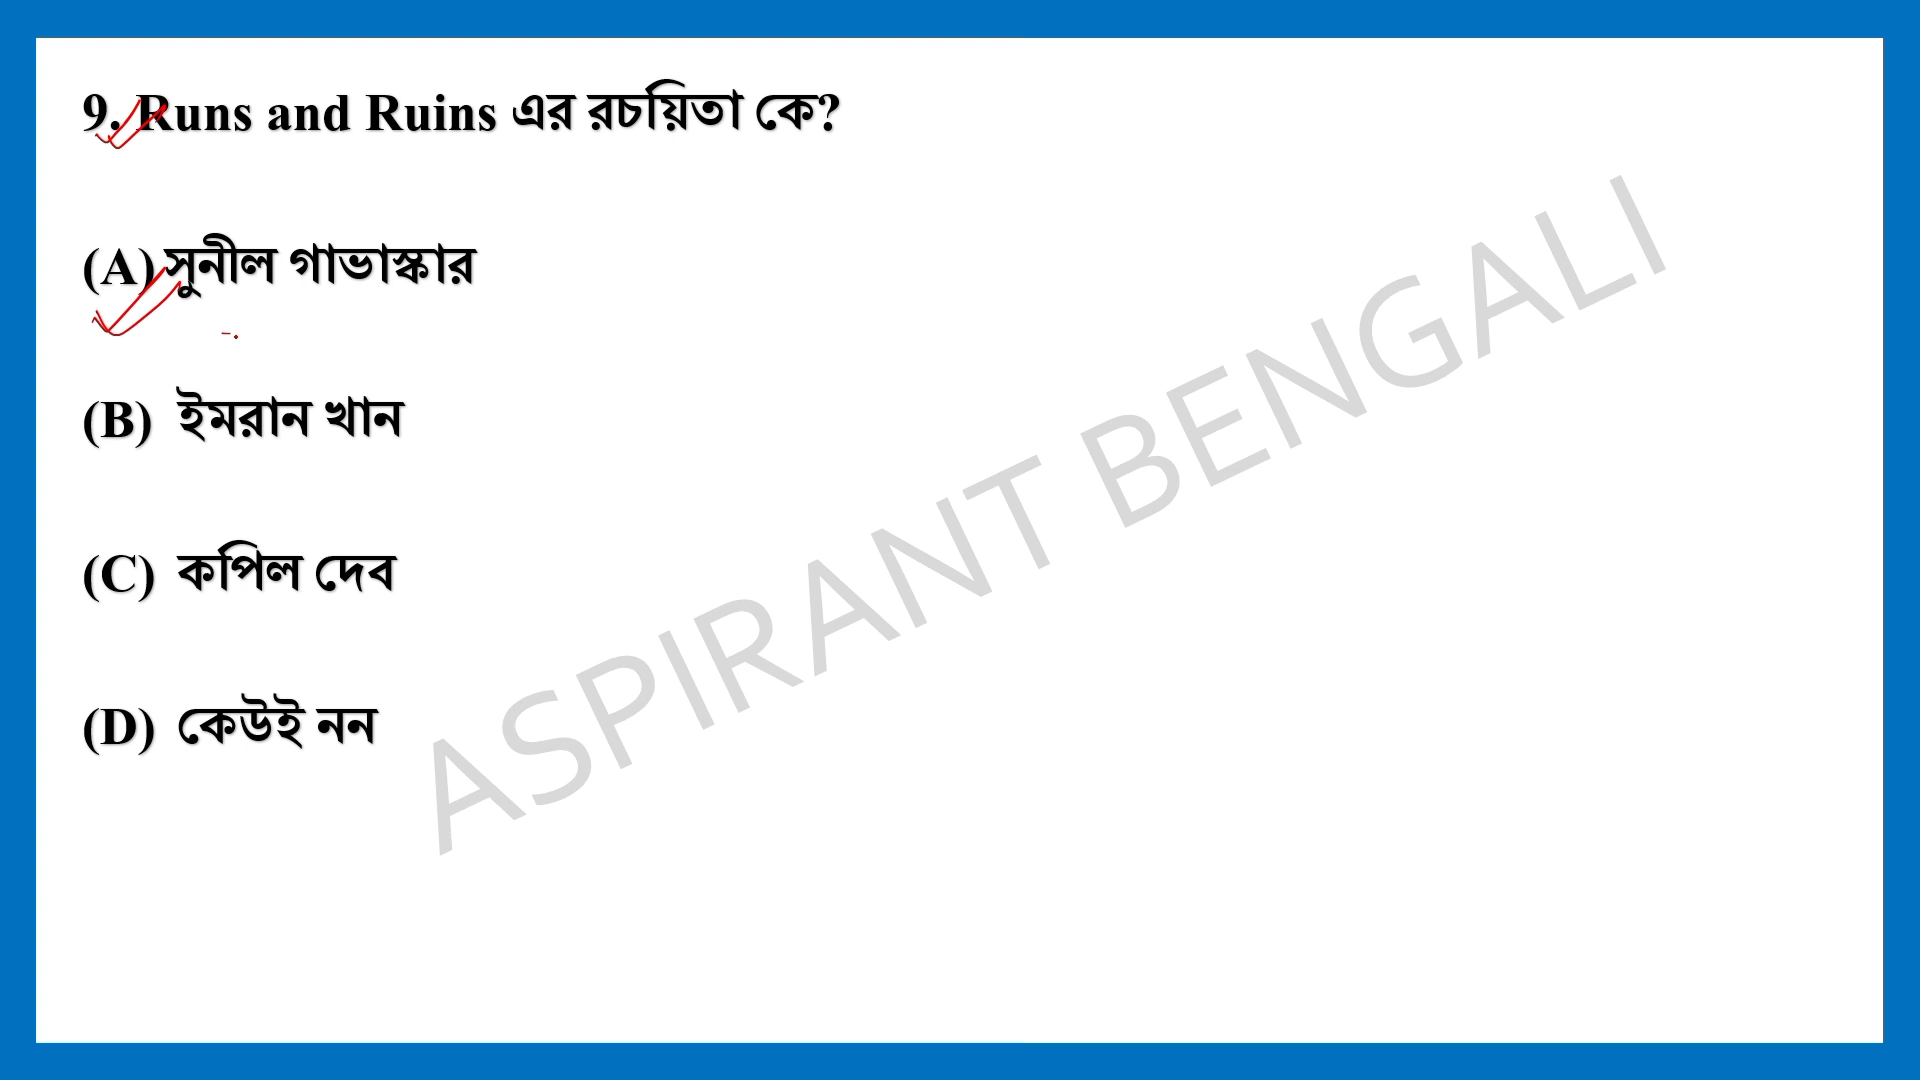 9. Runs and Ruins এর রচয়িতা কে?
(A) সুনীল গাভাস্কার
(B) ইমরান খান
(C) কপিল দেব
(D) কেউই নন
ASPIRANT BENGALI